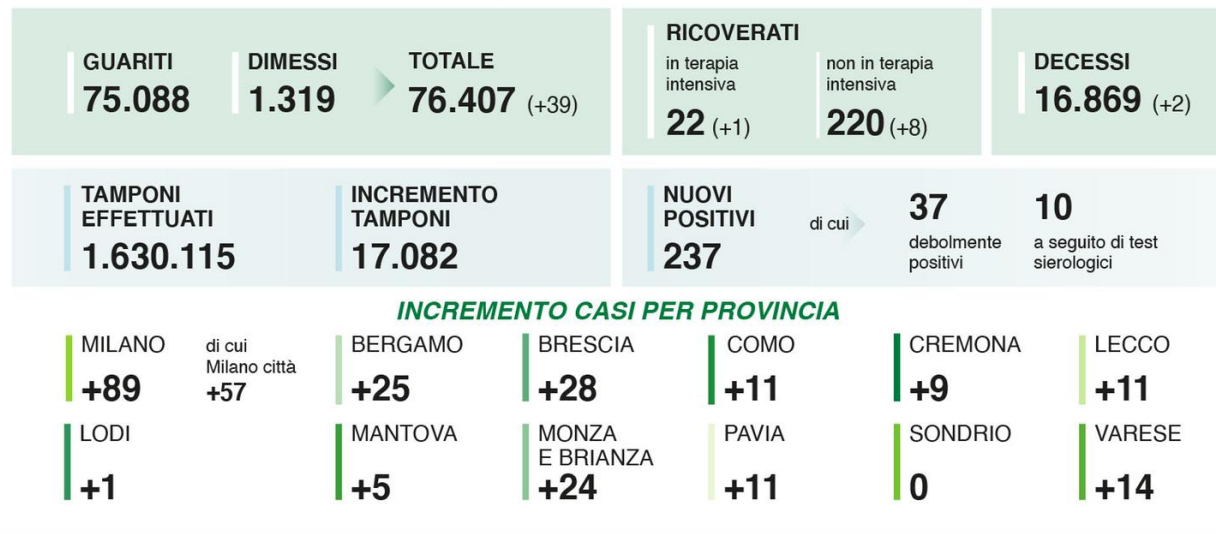 GUARITI
75.088
DIMESSI
1.319
TOTALE
76.407 (+39)
RICOVERATI
in terapia
intensiva
22 (+1)
non in terapia
intensiva
220 (+8)
DECESSI
16.869 (+2)
TAMPONI
EFFETTUATI
1.630.115
INCREMENTO
TAMPONI
17.082
NUOVI
POSITIVI
237
di cui
37
debolmente
positivi
10
a seguito di test
sierologici
INCREMENTO CASI PER PROVINCIA
MILANO
+89
di cui
Milano città
+57
BERGAMO
+25
BRESCIA
+28
COMO
+11
CREMONA
+9
LECCO
+11
LODI
+1
MANTOVA
+5
MONZA
E BRIANZA
+24
PAVIA
+11
SONDRIO
0
VARESE
+14